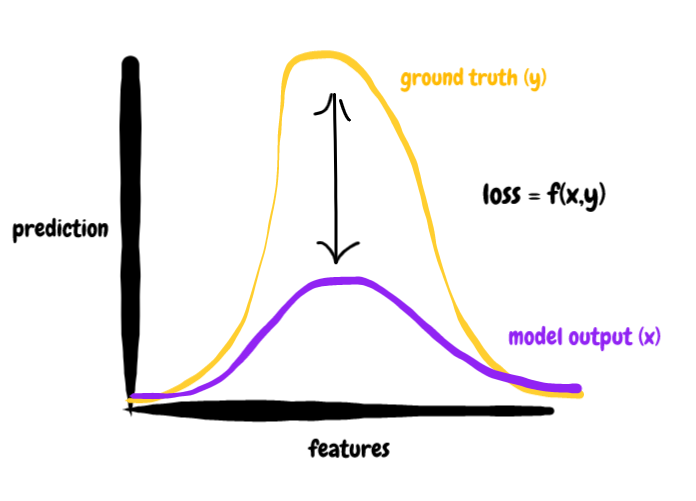 ground truth (y)
loss = f(x,y)
prediction
model output (x)
features